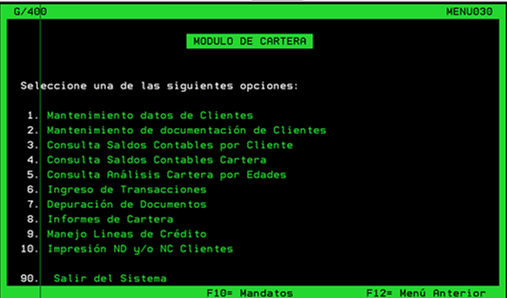 G/400 MENU030
MODULO DE CARTERA
Seleccione una de las siguientes opciones:
1. Mantenimiento datos de Clientes
2. Mantenimiento de documentación de Clientes
3. Consulta Saldos Contables por Cliente
4. Consulta Saldos Contables Cartera
5. Consulta Análisis Cartera por Edades
6. Ingreso de Transacciones
7. Depuración de Documentos
8. Informes de Cartera
9. Manejo Lineas de Crédito
10. Impresión ND y/o NC Clientes
90. Salir del Sistema
F10= Mandatos F12= Menú Anterior